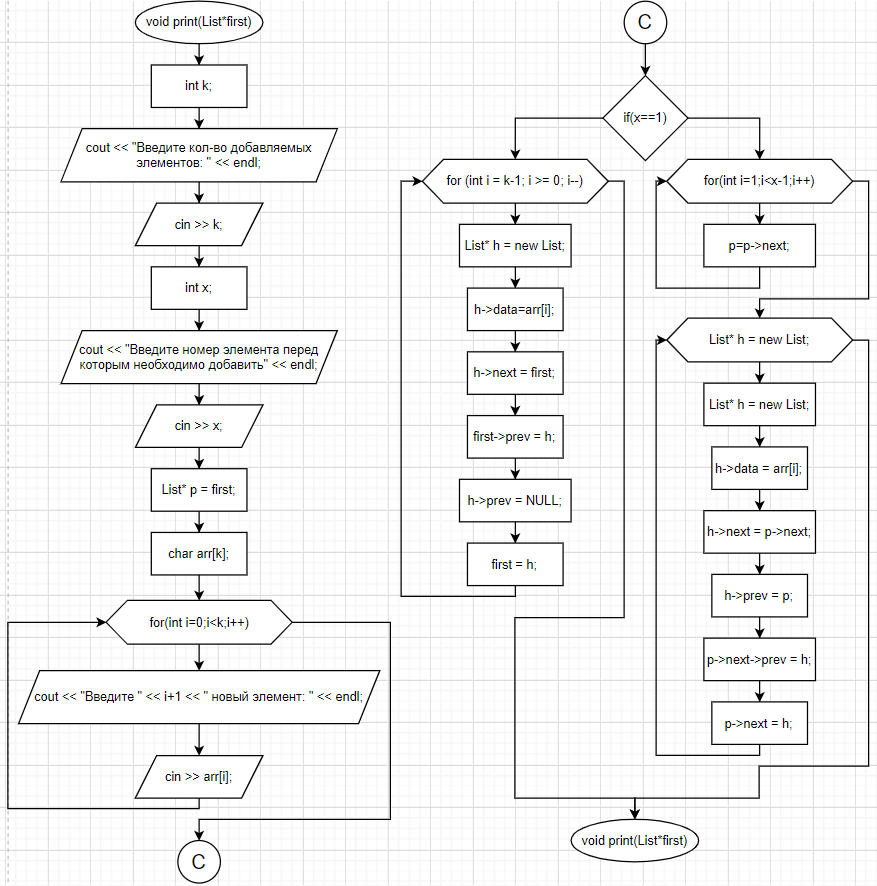 void print(List*first)
int k;
cout << "Введите кол-во добавляемых
элементов: " << endl;
cin >> k;
int x;
cout << "Введите номер элемента перед
которым необходимо добавить" << endl;
cin >> x;
List* p = first;
char arr[k];
for(int i=0;i<k;i++)
cout << "Введите " << i+1 << " новый элемент: " << endl;
cin >> arr[i];
C
C
if(x==1)
for (int i = k-1; i >= 0; i--)
List* h = new List;
h->data=arr[i];
h->next = first;
first->prev = h;
h->prev = NULL;
first = h;
for(int i=1;i<x-1;i++)
p=p->next;
List* h = new List;
List* h = new List;
h->data = arr[i];
h->next = p->next;
h->prev = p;
p->next->prev = h;
p->next = h;
void print(List*first)